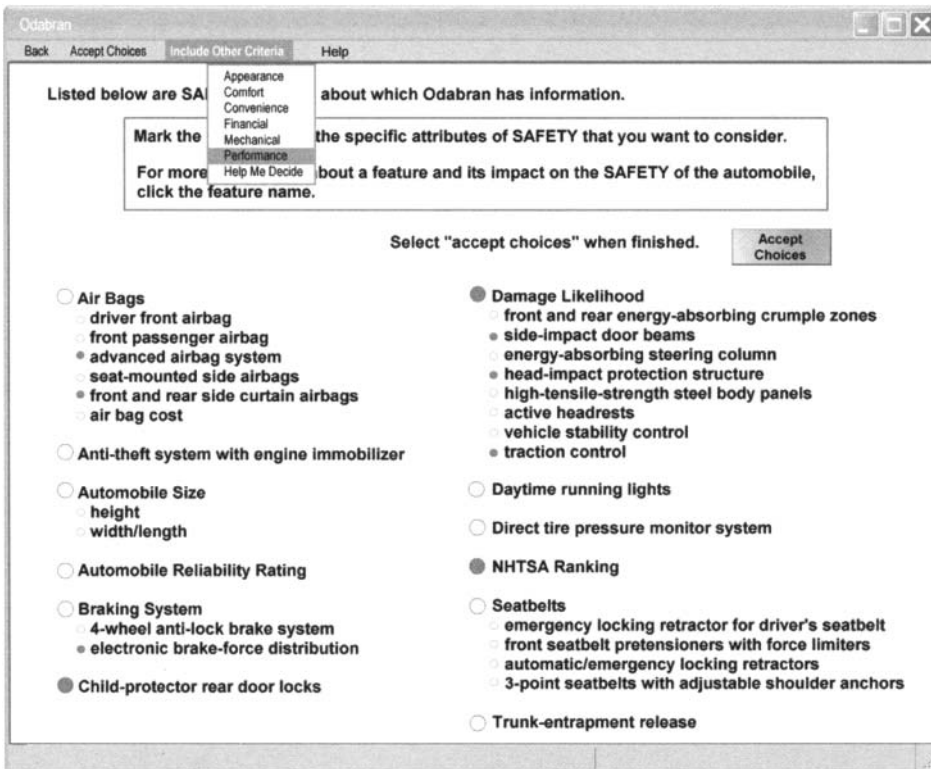 Odabran
Back Accept Choices Include Other Criteria Help
Appearance
Comfort
Convenience
Financial
Mechanical
Performance
Help Me Decide
Listed below are SA about which Odabran has information.
Mark the the specific attributes of SAFETY that you want to consider.
For more bout a feature and its impact on the SAFETY of the automobile,
click the feature name.
Select "accept choices" when finished.
Accept
Choices
Air Bags
driver front airbag
front passenger airbag
advanced airbag system
seat-mounted side airbags
front and rear side curtain airbags
air bag cost
Anti-theft system with engine immobilizer
Automobile Size
height
width/length
Automobile Reliability Rating
Braking System
4-wheel anti-lock brake system
electronic brake-force distribution
Child-protector rear door locks
Damage Likelihood
front and rear energy-absorbing crumple zones
side-impact door beams
energy-absorbing steering column
head-impact protection structure
high-tensile-strength steel body panels
active headrests
vehicle stability control
traction control
Daytime running lights
Direct tire pressure monitor system
NHTSA Ranking
Seatbelts
emergency locking retractor for driver's seatbelt
front seatbelt pretensioners with force limiters
automatic/emergency locking retractors
3-point seatbelts with adjustable shoulder anchors
Trunk-entrapment release